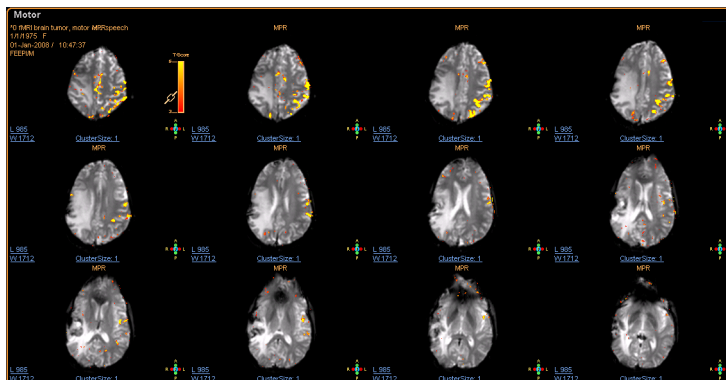 Motor
*0 fMRI brain tumor, motor MPRspeech
1/1/1975 F
01-Jan-2008 / 10:47:37
FEEPI/M
T-Score
MPR
MPR
MPR
L 985
W 1712
ClusterSize: 1
A
R L
P
L 985
W 1712
ClusterSize: 1
A
R L
P
L 985
W 1712
ClusterSize: 1
A
R L
P
L 985
W 1712
ClusterSize: 1
A
R L
P
MPR
MPR
MPR
MPR
L 985
W 1712
ClusterSize: 1
A
R L
P
L 985
W 1712
ClusterSize: 1
A
R L
P
L 985
W 1712
ClusterSize: 1
A
R L
P
L 985
W 1712
ClusterSize: 1
A
R L
P
MPR
MPR
MPR
MPR
L 985
W 1712
ClusterSize: 1
A
R L
P
L 985
W 1712
ClusterSize: 1
A
R L
P
L 985
W 1712
ClusterSize: 1
A
R L
P
L 985
W 1712
ClusterSize: 1
A
R L
P